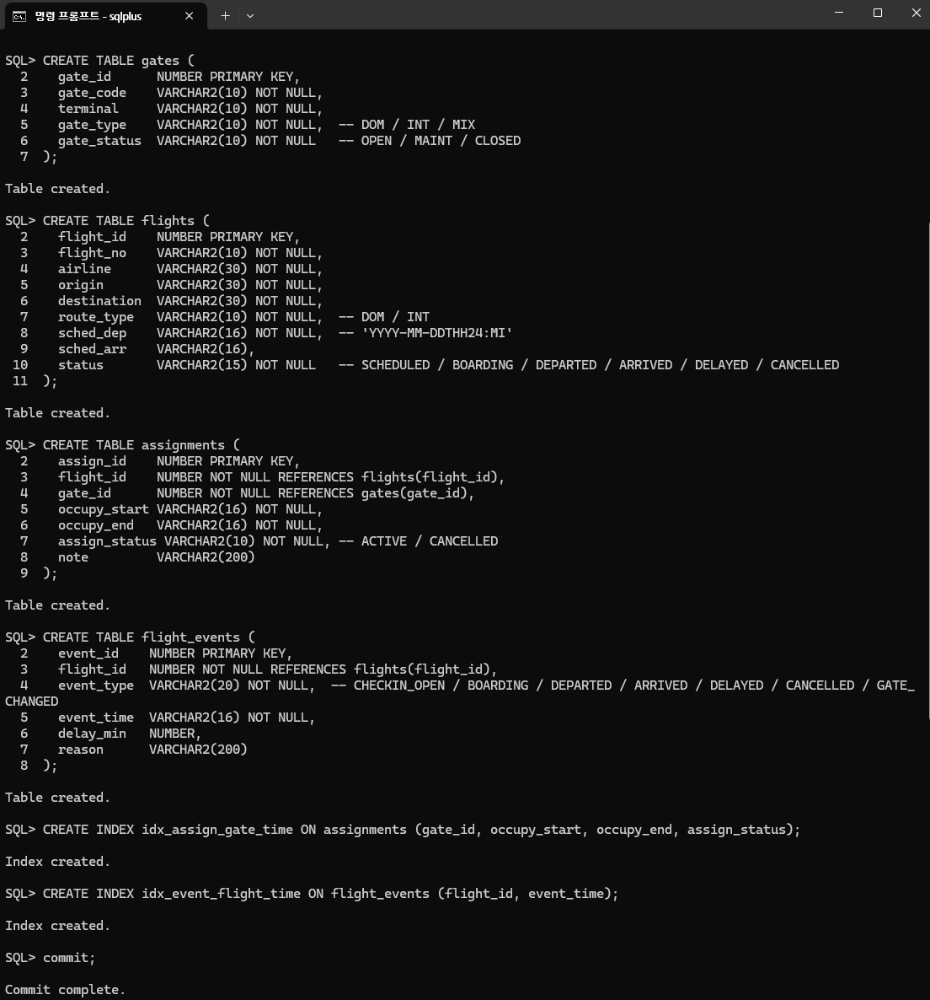 명령 프롬프트 - sqlplus
SQL> CREATE TABLE gates (
  2    gate_id      NUMBER PRIMARY KEY,
  3    gate_code    VARCHAR2(10) NOT NULL,
  4    terminal     VARCHAR2(10) NOT NULL,
  5    gate_type    VARCHAR2(10) NOT NULL,  -- DOM / INT / MIX
  6    gate_status  VARCHAR2(10) NOT NULL   -- OPEN / MAINT / CLOSED
  7  );
Table created.
SQL> CREATE TABLE flights (
  2    flight_id    NUMBER PRIMARY KEY,
  3    flight_no    VARCHAR2(10) NOT NULL,
  4    airline      VARCHAR2(30) NOT NULL,
  5    origin       VARCHAR2(30) NOT NULL,
  6    destination  VARCHAR2(30) NOT NULL,
  7    route_type   VARCHAR2(10) NOT NULL,  -- DOM / INT
  8    sched_dep    VARCHAR2(16) NOT NULL,  -- 'YYYY-MM-DDTHH24:MI'
  9    sched_arr    VARCHAR2(16),
 10    status       VARCHAR2(15) NOT NULL   -- SCHEDULED / BOARDING / DEPARTED / ARRIVED / DELAYED / CANCELLED
 11  );
Table created.
SQL> CREATE TABLE assignments (
  2    assign_id    NUMBER PRIMARY KEY,
  3    flight_id    NUMBER NOT NULL REFERENCES flights(flight_id),
  4    gate_id      NUMBER NOT NULL REFERENCES gates(gate_id),
  5    occupy_start VARCHAR2(16) NOT NULL,
  6    occupy_end   VARCHAR2(16) NOT NULL,
  7    assign_status VARCHAR2(10) NOT NULL, -- ACTIVE / CANCELLED
  8    note         VARCHAR2(200)
  9  );
Table created.
SQL> CREATE TABLE flight_events (
  2    event_id    NUMBER PRIMARY KEY,
  3    flight_id   NUMBER NOT NULL REFERENCES flights(flight_id),
  4    event_type  VARCHAR2(20) NOT NULL,  -- CHECKIN_OPEN / BOARDING / DEPARTED / ARRIVED / DELAYED / CANCELLED / GATE_
CHANGED
  5    event_time  VARCHAR2(16) NOT NULL,
  6    delay_min   NUMBER,
  7    reason      VARCHAR2(200)
  8  );
Table created.
SQL> CREATE INDEX idx_assign_gate_time ON assignments (gate_id, occupy_start, occupy_end, assign_status);
Index created.
SQL> CREATE INDEX idx_event_flight_time ON flight_events (flight_id, event_time);
Index created.
SQL> commit;
Commit complete.